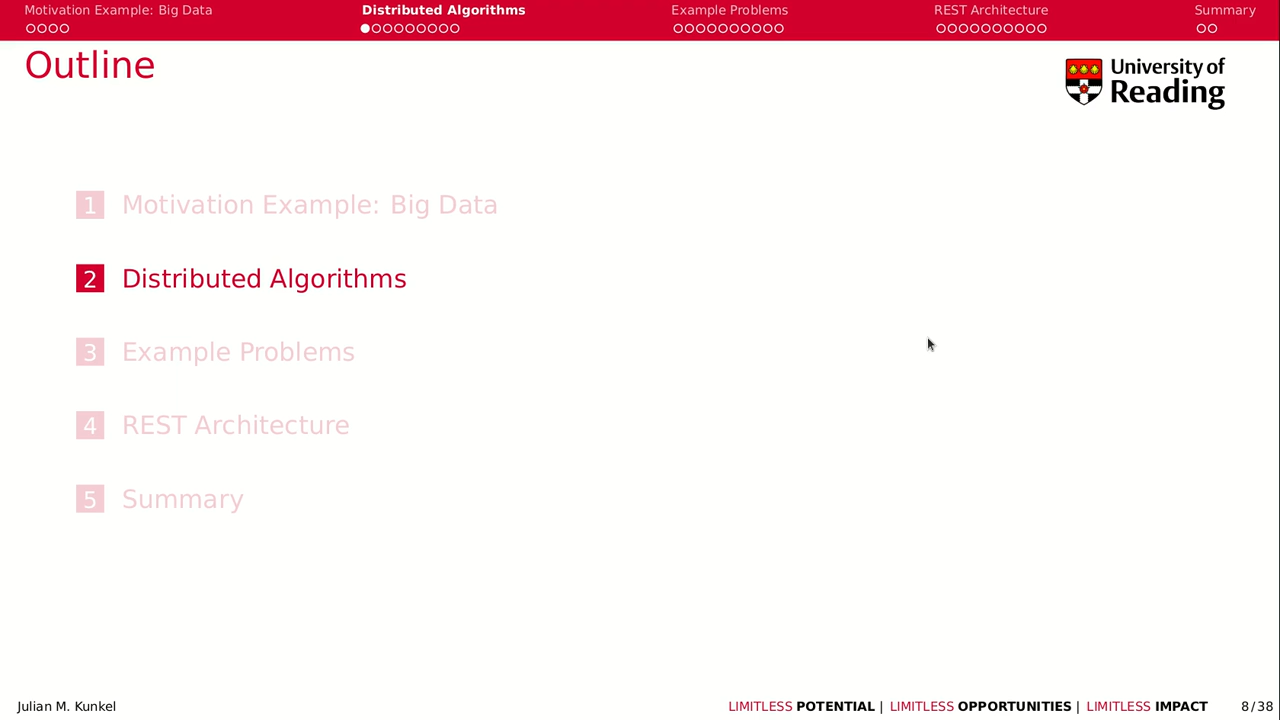 Motivation Example: Big Data Distributed Algorithms Example Problems REST Architecture Summary
Outline
University of
Reading
1 Motivation Example: Big Data
2 Distributed Algorithms
3 Example Problems
4 REST Architecture
5 Summary
Julian M. Kunkel LIMITLESS POTENTIAL | LIMITLESS OPPORTUNITIES | LIMITLESS IMPACT 8/38